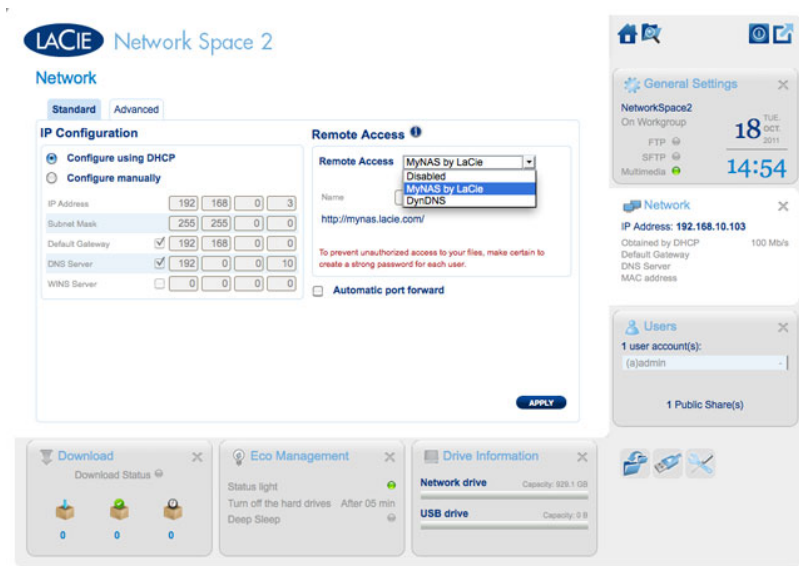 LACIE Network Space 2
Network
Standard Advanced
IP Configuration
Configure using DHCP
Configure manually
IP Address 192 168 0 3
Subnet Mask 255 255 0 0
Default Gateway 192 168 0 0
DNS Server 192 0 0 10
WINS Server 0 0 0 0
Remote Access
Remote Access MyNAS by LaCie
Disabled
MyNAS by LaCie
DynDNS
Name
http://mynas.lacie.com/
To prevent unauthorized access to your files, make certain to
create a strong password for each user.
Automatic port forward
APPLY
General Settings
NetworkSpace2
On Workgroup
FTP
SFTP
Multimedia
18 TUE. OCT. 2011
14:54
Network
IP Address: 192.168.10.103
Obtained by DHCP 100 Mb/s
Default Gateway
DNS Server
MAC address
Users
1 user account(s):
(a)admin -
1 Public Share(s)
Download
Download Status
0 0 0
Eco Management
Status light
Turn off the hard drives After 05 min
Deep Sleep
Drive Information
Network drive Capacity: 929.1 GB
USB drive Capacity: 0 B